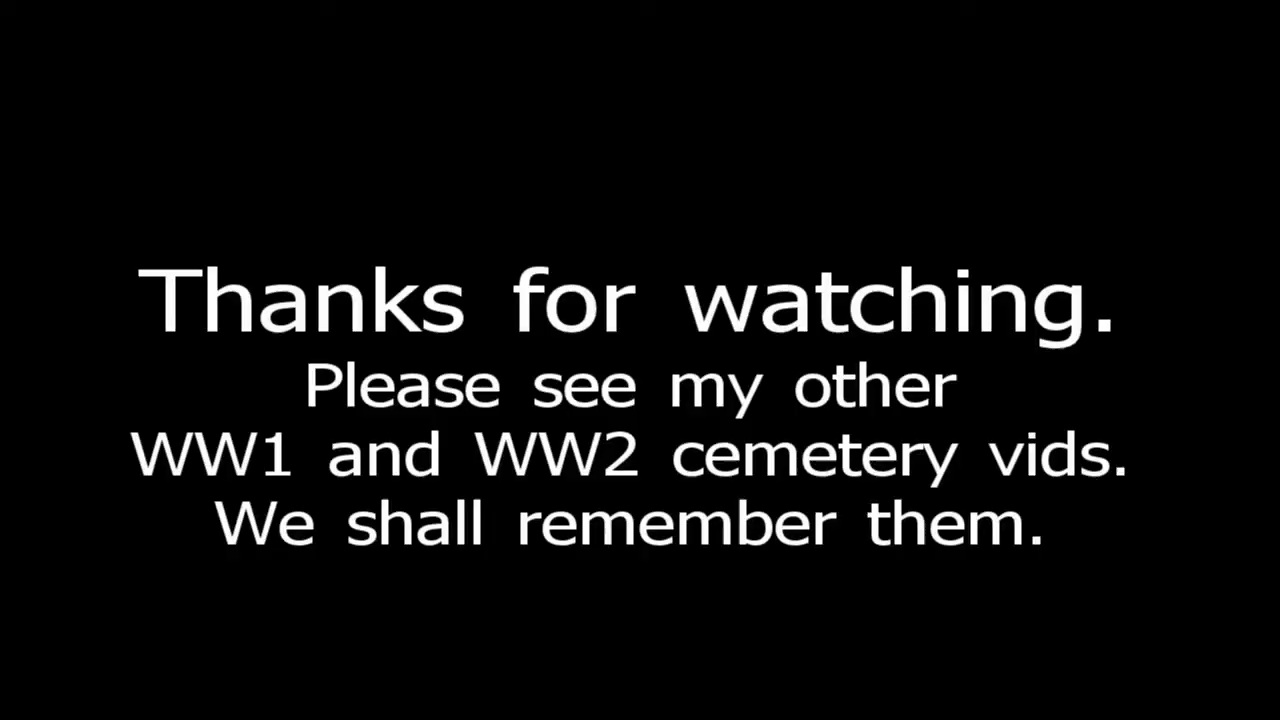 Thanks for watching.
Please see my other
WW1 and WW2 cemetery vids.
We shall remember them.